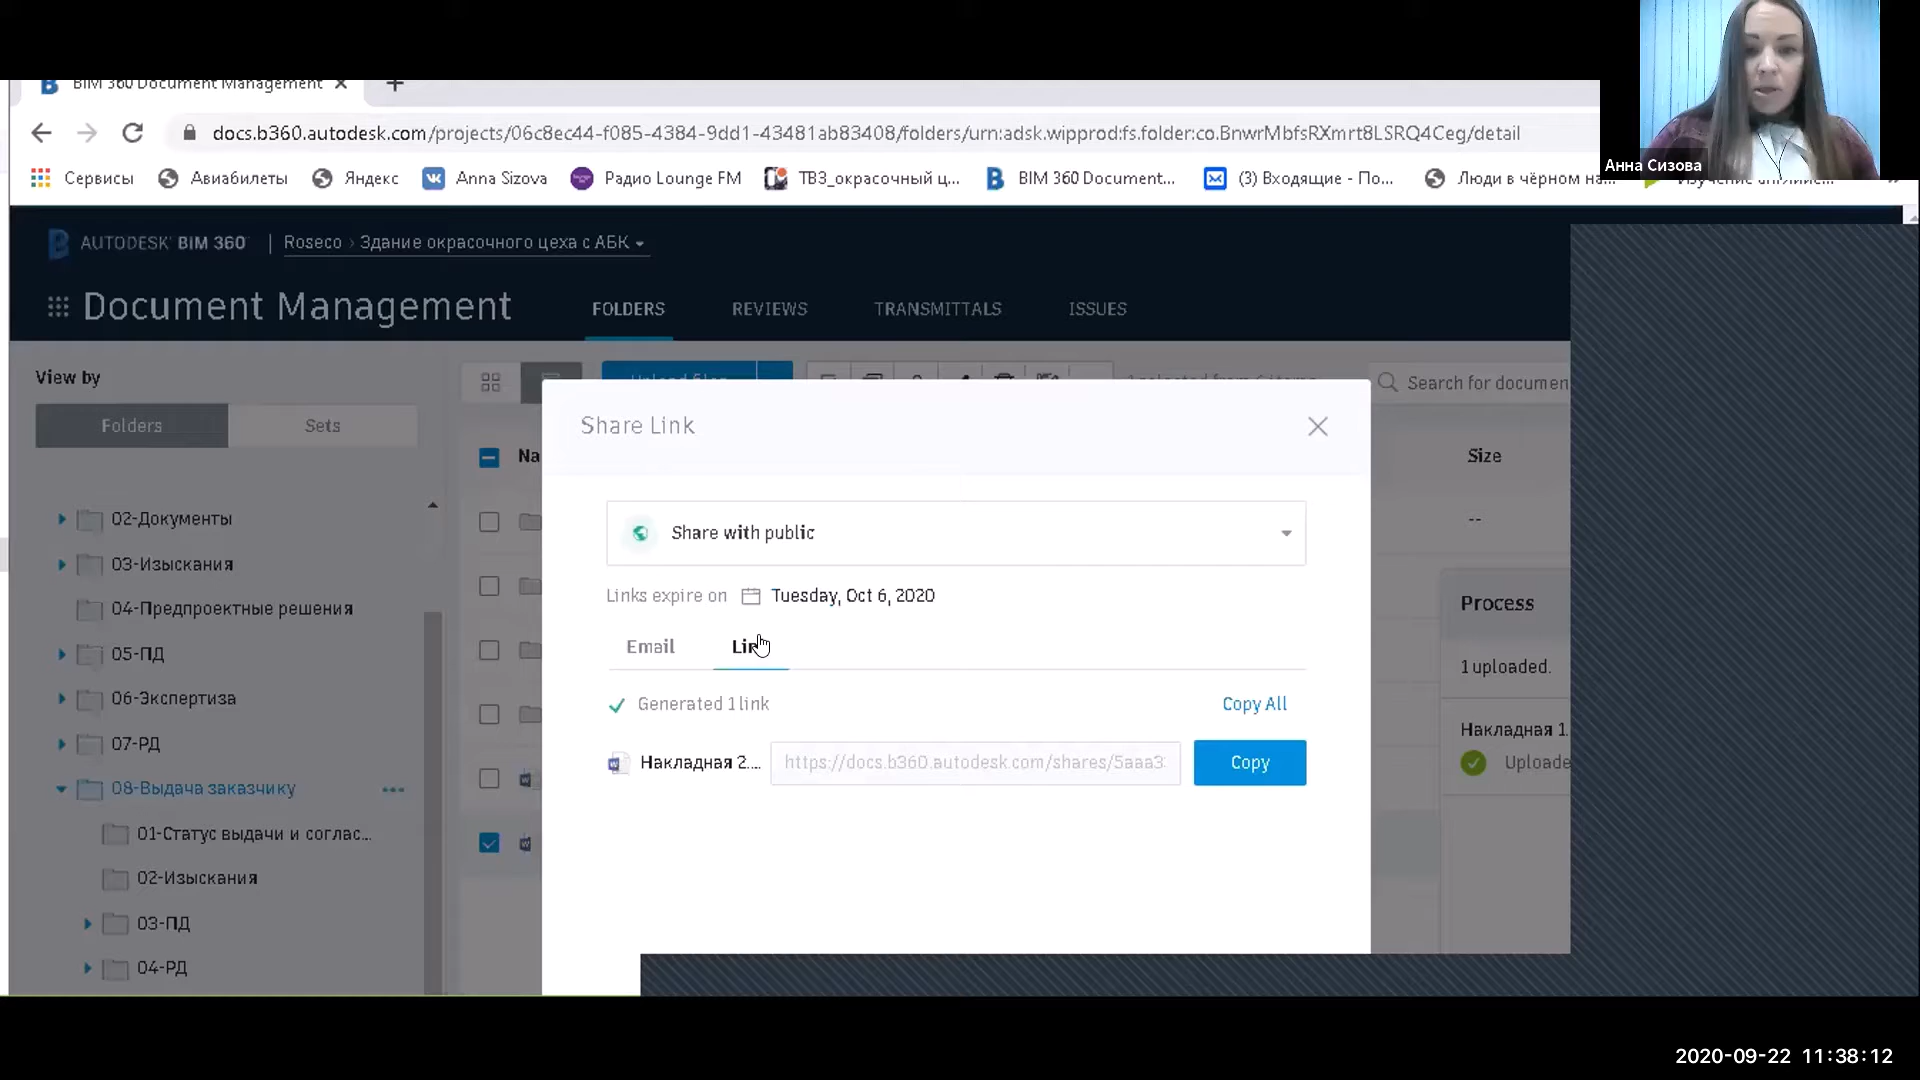 BIM 360 Document Management
docs.b360.autodesk.com/projects/06c8ec44-f085-4384-9dd1-43481ab83408/folders/urn:adsk.wipprod:fs.folder:co.BnwrMbfsRXmrt8LSRQ4Ceg/detail
Анна Сизова
Сервисы Авиабилеты Яндекс Anna Sizova Радио Lounge FM ТВЗ_окрасочный ц... BIM 360 Document... (3) Входящие - По... Люди в чёрном на...
AUTODESK BIM 360 | Roseco > Здание окрасочного цеха с АБК
Document Management FOLDERS REVIEWS TRANSMITTALS ISSUES
View by
Search for documen
Folders Sets
Share Link
Na
Size
02-Документы
--
Share with public
03-Изыскания
Links expire on Tuesday, Oct 6, 2020
Process
04-Предпроектные решения
Email
05-ПД
1 uploaded.
06-Экспертиза
Generated 1 link Copy All
Накладная 1.
07-РД
Накладная 2.... https://docs.b360.autodesk.com/shares/5aaa3 Copy
Uploade
08-Выдача заказчику
01-Статус выдачи и соглас...
02-Изыскания
03-ПД
04-РД
2020-09-22 11:38:12